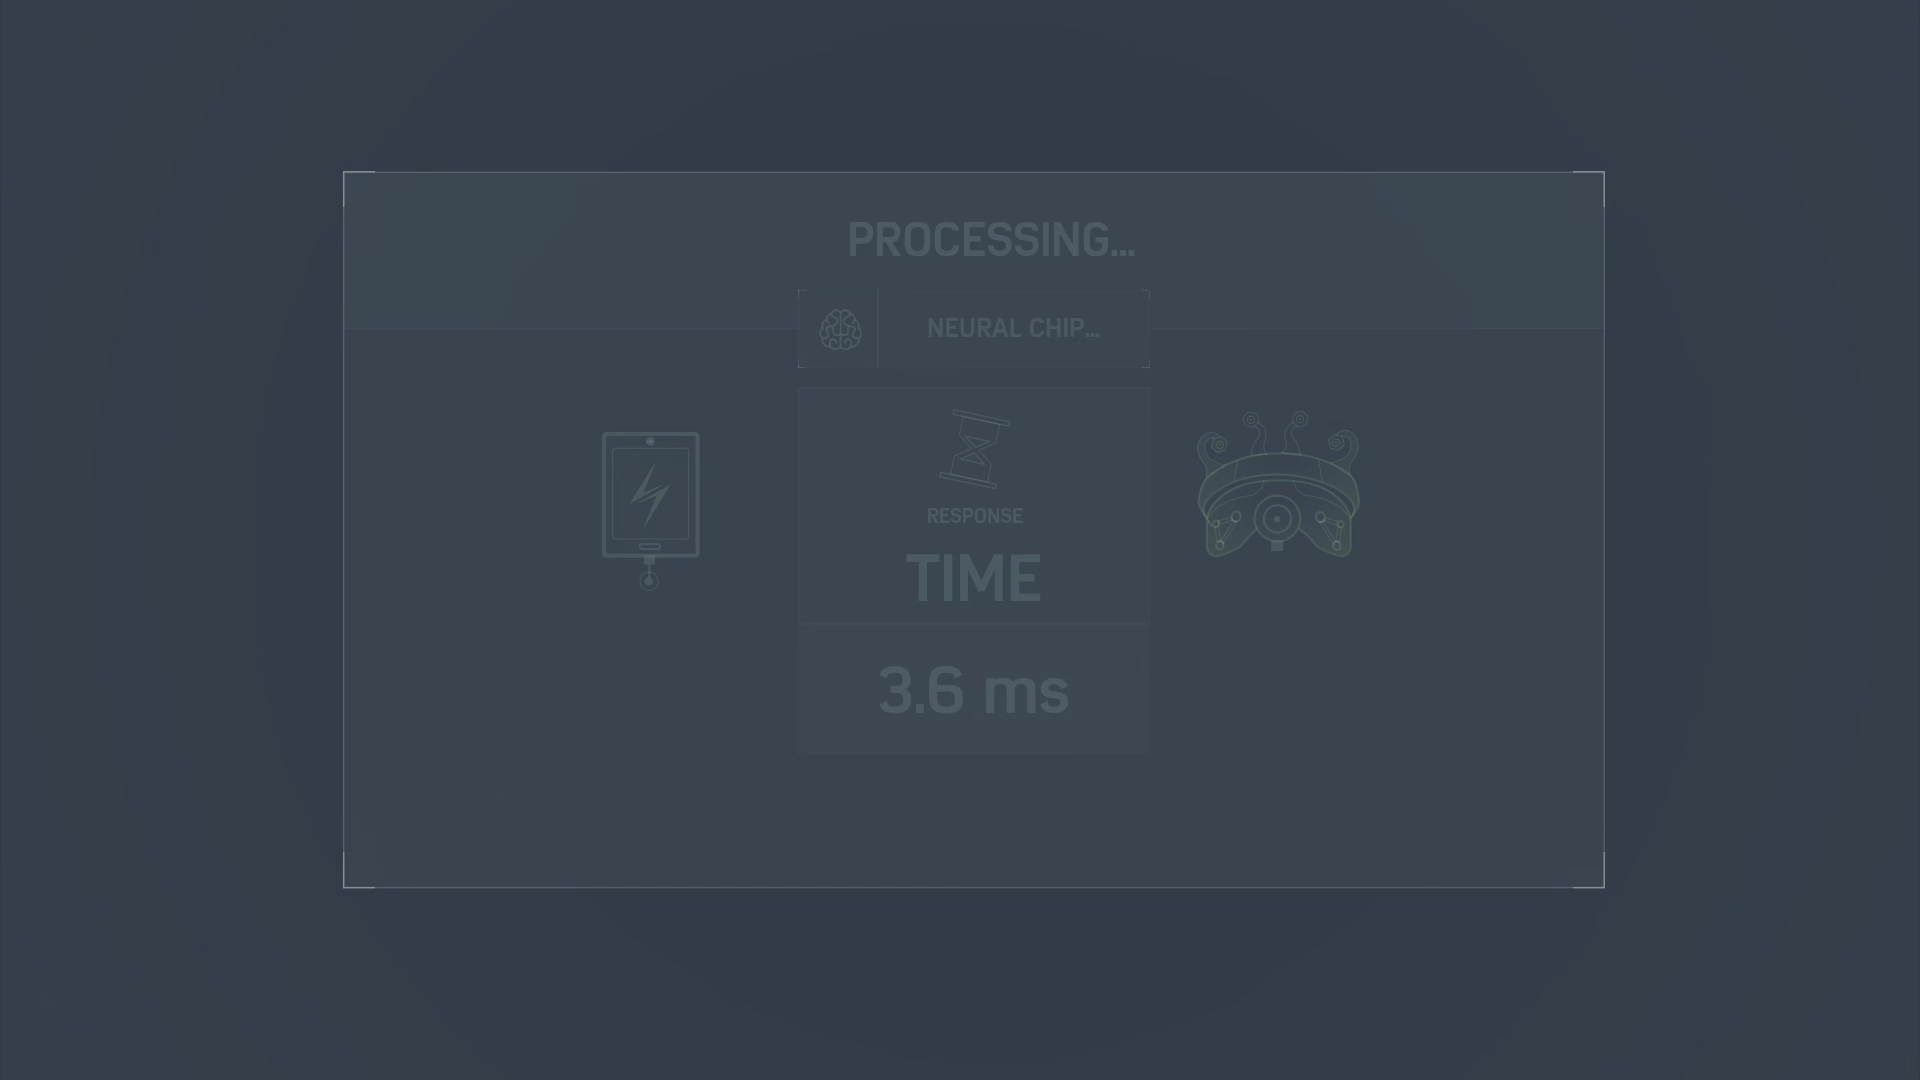 PROCESSING...
NEURAL CHIP...
RESPONSE
TIME
3.6 ms